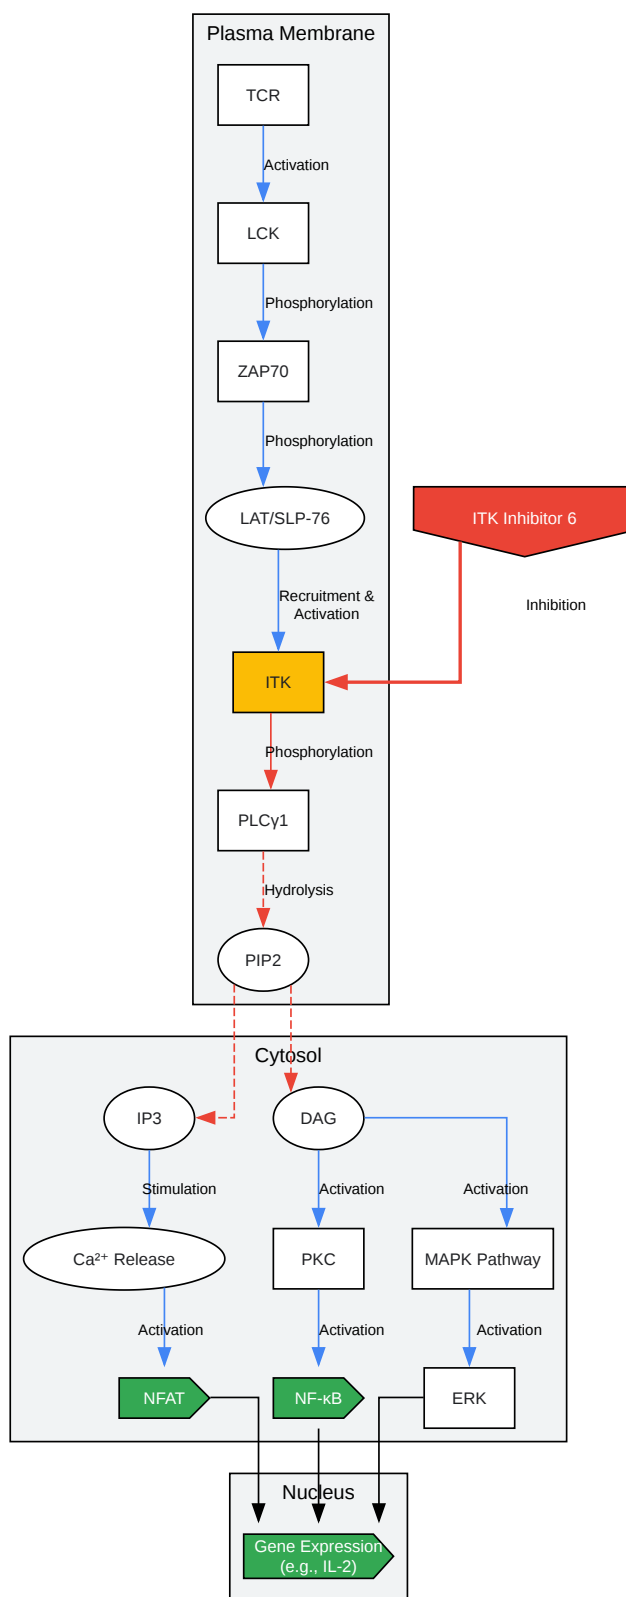 Plasma Membrane
TCR
Activation
LCK
Phosphorylation
ZAP70
Phosphorylation
LAT/SLP-76
ITK Inhibitor 6
Recruitment &
Activation
Inhibition
ITK
Phosphorylation
PLCγ1
Hydrolysis
PIP2
Cytosol
IP3
DAG
Stimulation
Activation
Activation
Ca²⁺ Release
PKC
MAPK Pathway
Activation
Activation
Activation
NFAT
NF-κB
ERK
Nucleus
Gene Expression
(e.g., IL-2)